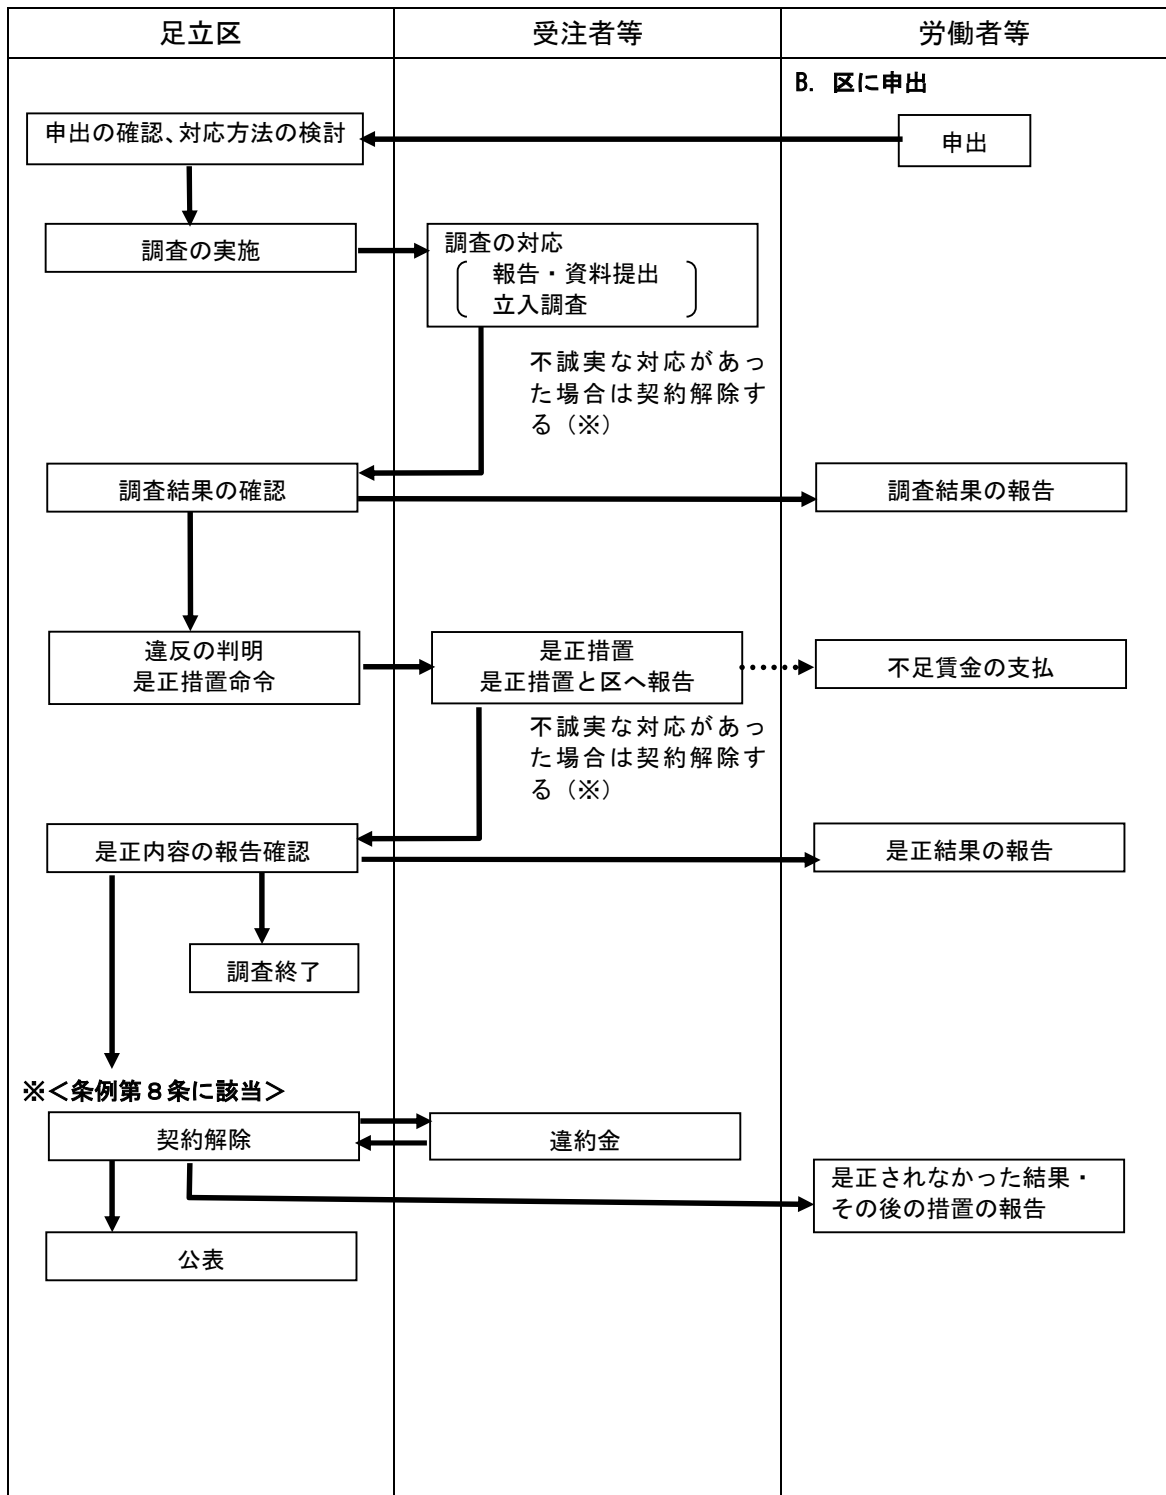 足立区
受注者等
労働者等
B. 区に申出
申出の確認、対応方法の検討
申出
調査の実施
調査の対応
報告・資料提出
立入調査
不誠実な対応があっ
た場合は契約解除す
る（※）
調査結果の確認
調査結果の報告
違反の判明
是正措置命令
是正措置
是正措置と区へ報告
不足賃金の支払
不誠実な対応があっ
た場合は契約解除す
る（※）
是正内容の報告確認
是正結果の報告
調査終了
※＜条例第８条に該当＞
契約解除
違約金
是正されなかった結果・
その後の措置の報告
公表